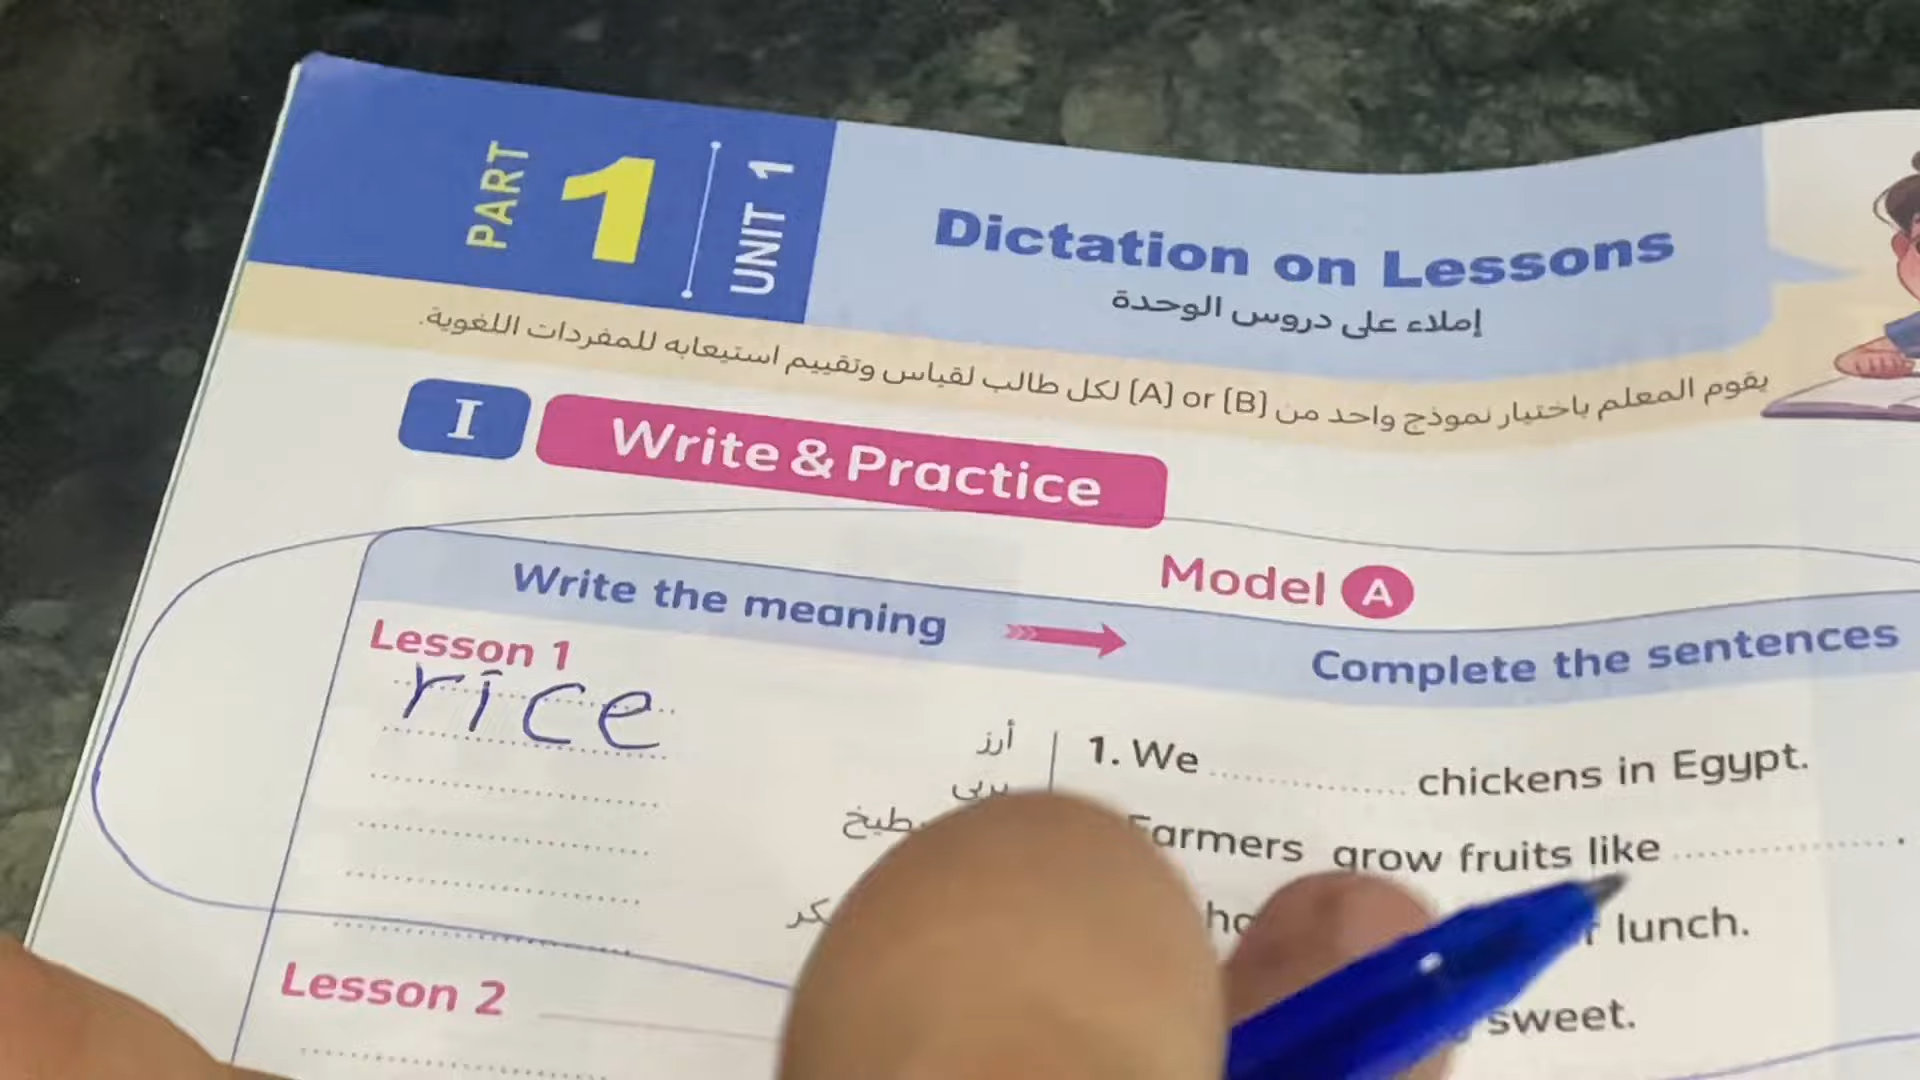 PART 1
UNIT 1
Dictation on Lessons
إملاء على دروس الوحدة
يقوم المعلم باختيار نموذج واحد من [A] or [B] لكل طالب لقياس وتقييم استيعابه للمفردات اللغوية.
I Write & Practice
Model A
Write the meaning
Complete the sentences
Lesson 1
rice
أرز
يربي
1. We .......... chickens in Egypt.
Farmers grow fruits like ..........
lunch.
sweet.
Lesson 2